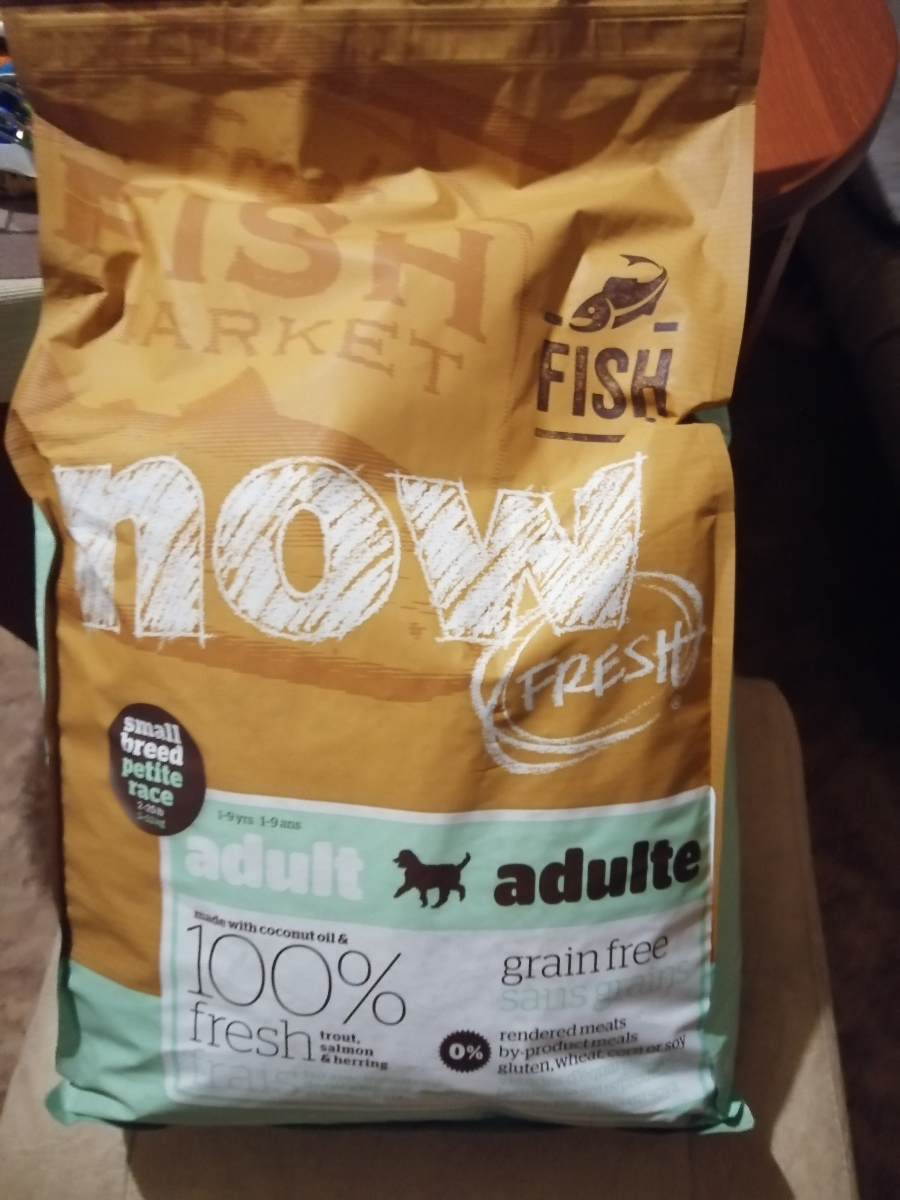 FISH
MARKET
FISH
now
FRESH
®
small
breed
petite
race
1-9 yrs 1-9 ans
adult adulte
made with coconut oil &
100%
fresh
trout,
salmon
& herring
frais
grain free
sans grains
0%
rendered meats
by-product meals
gluten, wheat, corn or soy